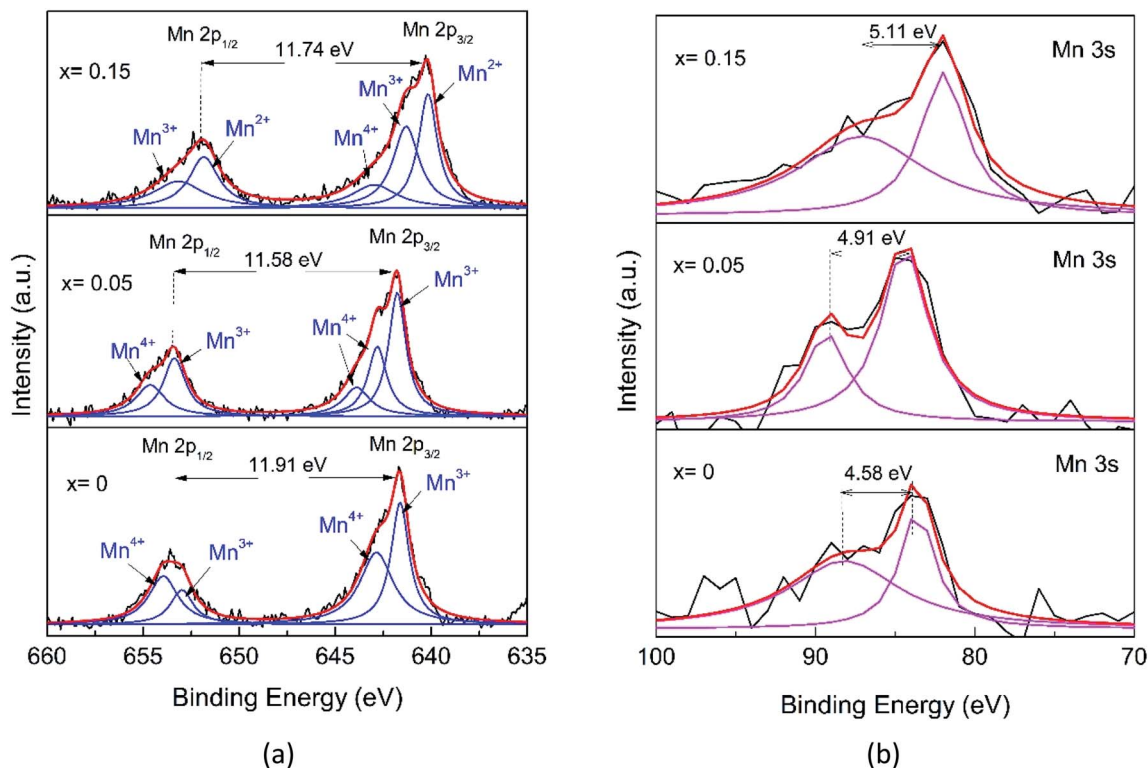 Mn 2p1/2
11.74 eV
Mn 2p3/2
x= 0.15
Mn3+
Mn2+
Mn3+
Mn2+
Mn4+
Mn 2p1/2
Mn 2p3/2
x= 0.05
11.58 eV
Mn3+
Mn4+
Mn3+
Mn4+
Mn 2p1/2
Mn 2p3/2
x= 0
11.91 eV
Mn3+
Mn4+
Mn3+
Mn4+
660
655
650
645
640
635
Binding Energy (eV)
Intensity (a.u.)
(a)
5.11 eV
x= 0.15
Mn 3s
4.91 eV
x= 0.05
Mn 3s
4.58 eV
x= 0
Mn 3s
100
90
80
70
Binding Energy (eV)
Intensity (a.u.)
(b)